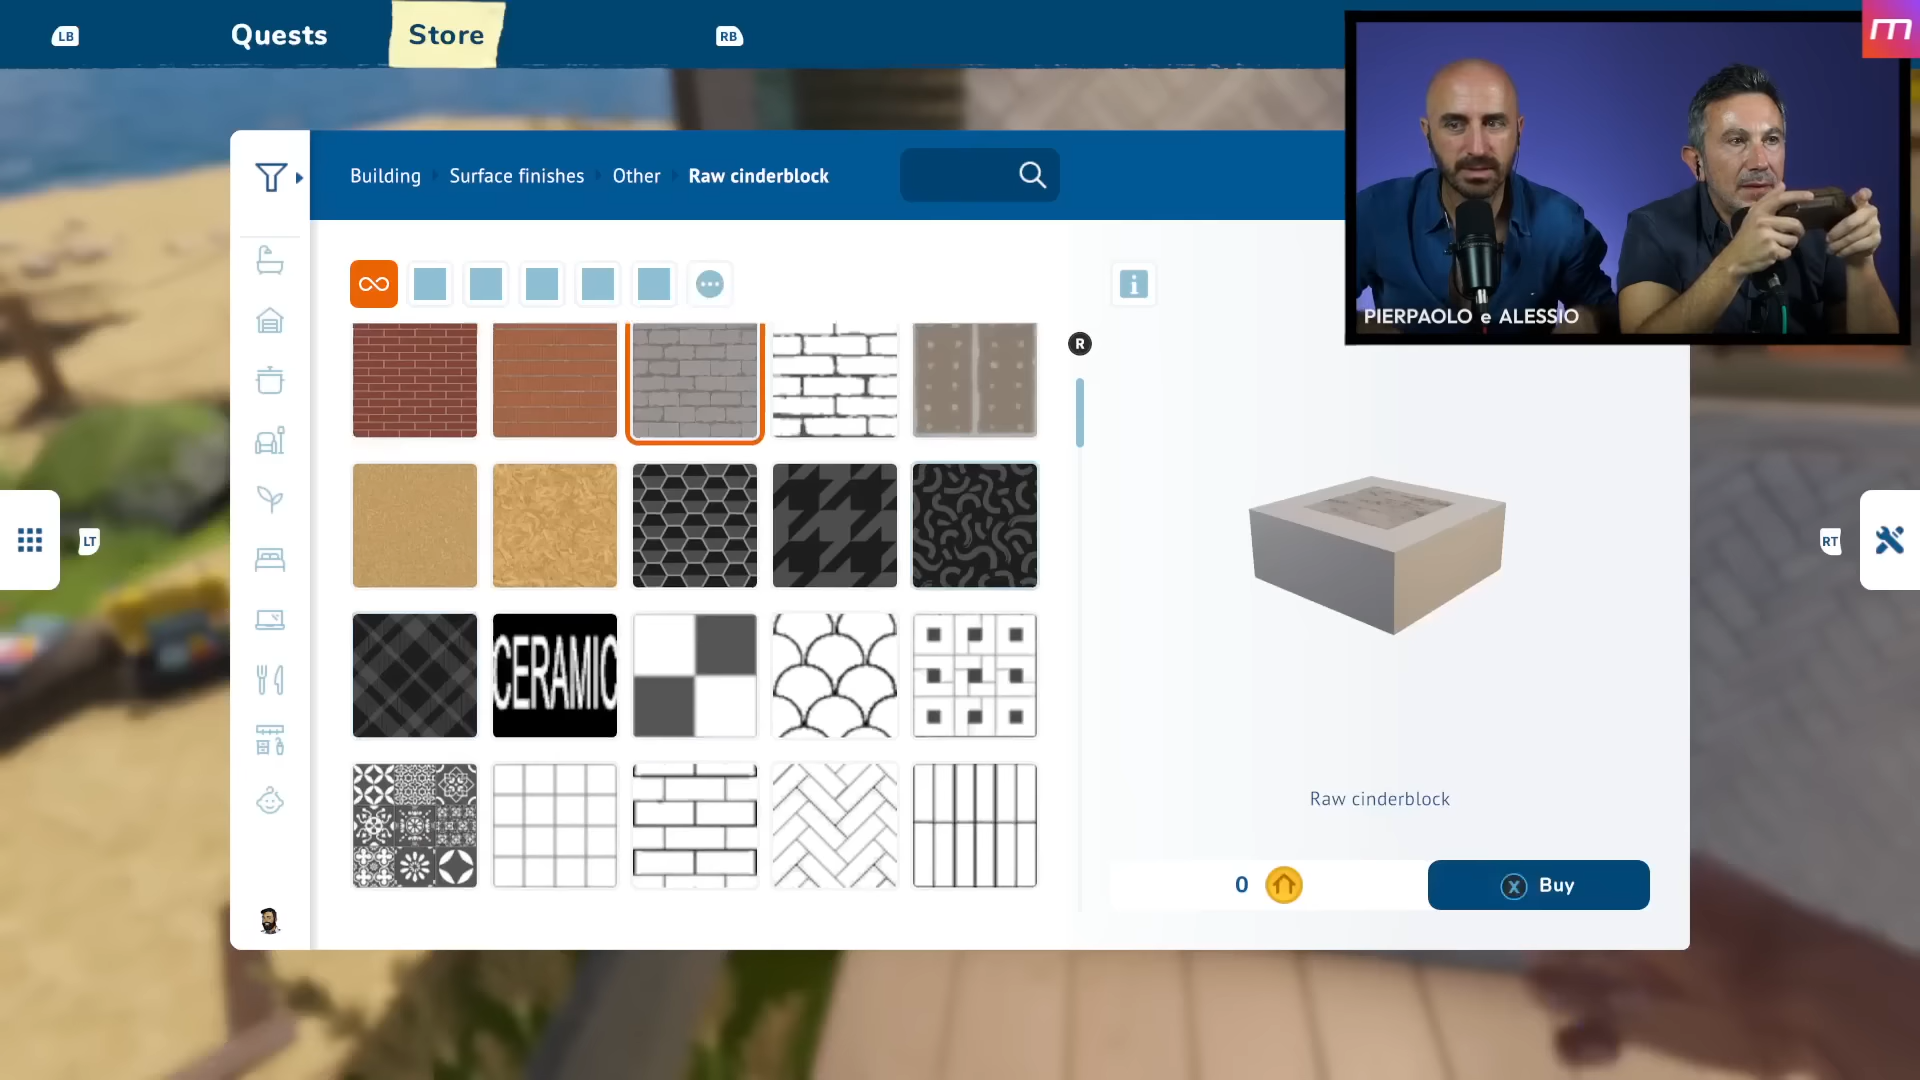 LB
Quests
Store
RB
m
Building
Surface finishes
Other
Raw cinderblock
PIERPAOLO e ALESSIO
i
R
LT
RT
CERAMIC
Raw cinderblock
0
X Buy